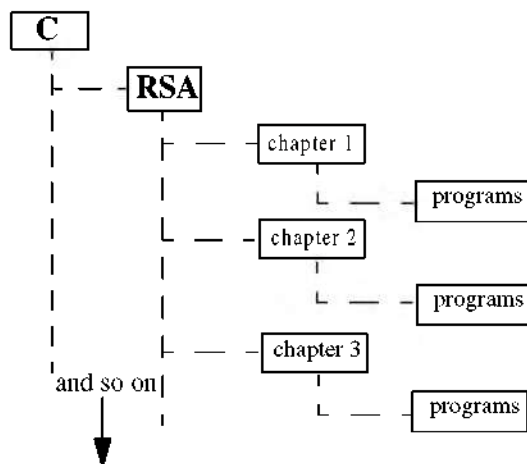 C
RSA
chapter 1
programs
chapter 2
programs
chapter 3
and so on
programs